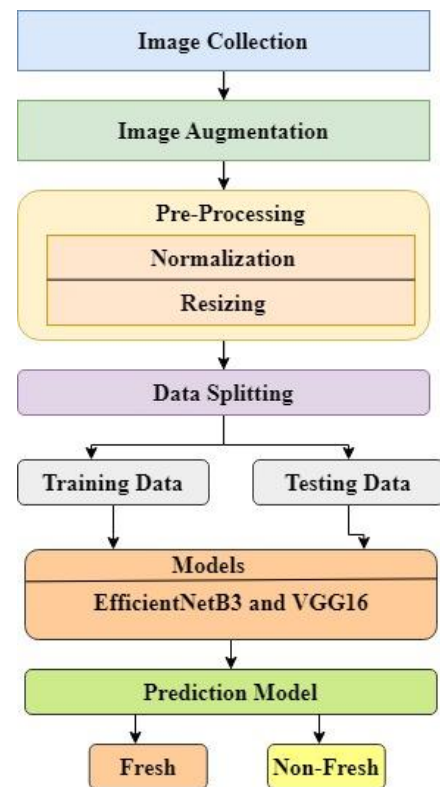 Image Collection
Image Augmentation
Pre-Processing
Normalization
Resizing
Data Splitting
Training Data
Testing Data
Models
EfficientNetB3 and VGG16
Prediction Model
Fresh
Non-Fresh